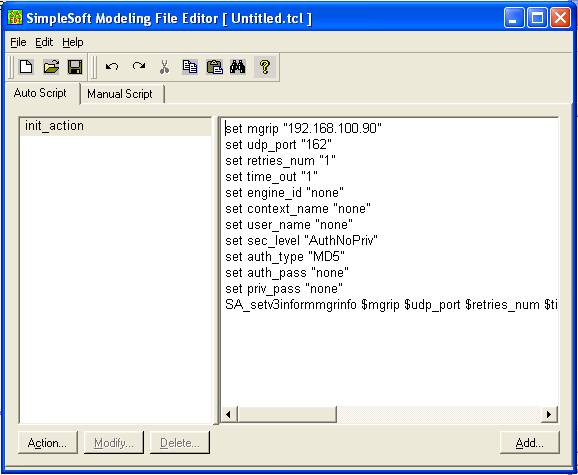 SimpleSoft Modeling File Editor [ Untitled.tcl ]
File Edit Help
Auto Script Manual Script
init_action
set mgrip "192.168.100.90"
set udp_port "162"
set retries_num "1"
set time_out "1"
set engine_id "none"
set context_name "none"
set user_name "none"
set sec_level "AuthNoPriv"
set auth_type "MD5"
set auth_pass "none"
set priv_pass "none"
SA_setv3informmgrinfo $mgrip $udp_port $retries_num $ti
Action... Modify... Delete... Add...